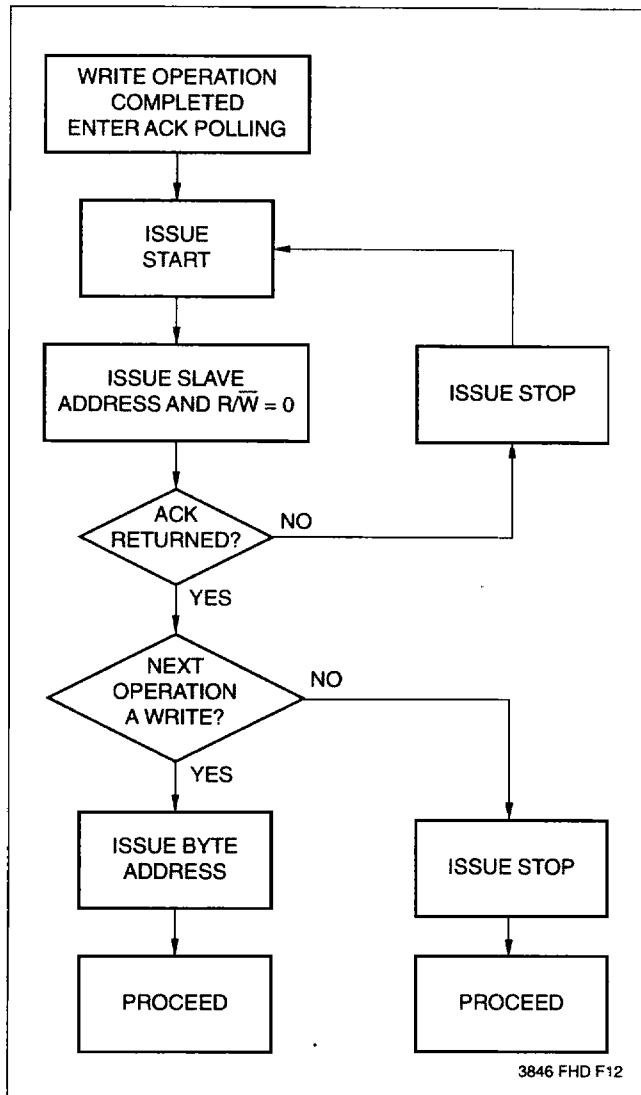 WRITE OPERATION
COMPLETED
ENTER ACK POLLING
ISSUE
START
ISSUE SLAVE
ADDRESS AND R/W̅ = 0
ISSUE STOP
ACK
RETURNED?
NO
YES
NEXT
OPERATION
A WRITE?
NO
YES
ISSUE BYTE
ADDRESS
ISSUE STOP
PROCEED
PROCEED
3846 FHD F12